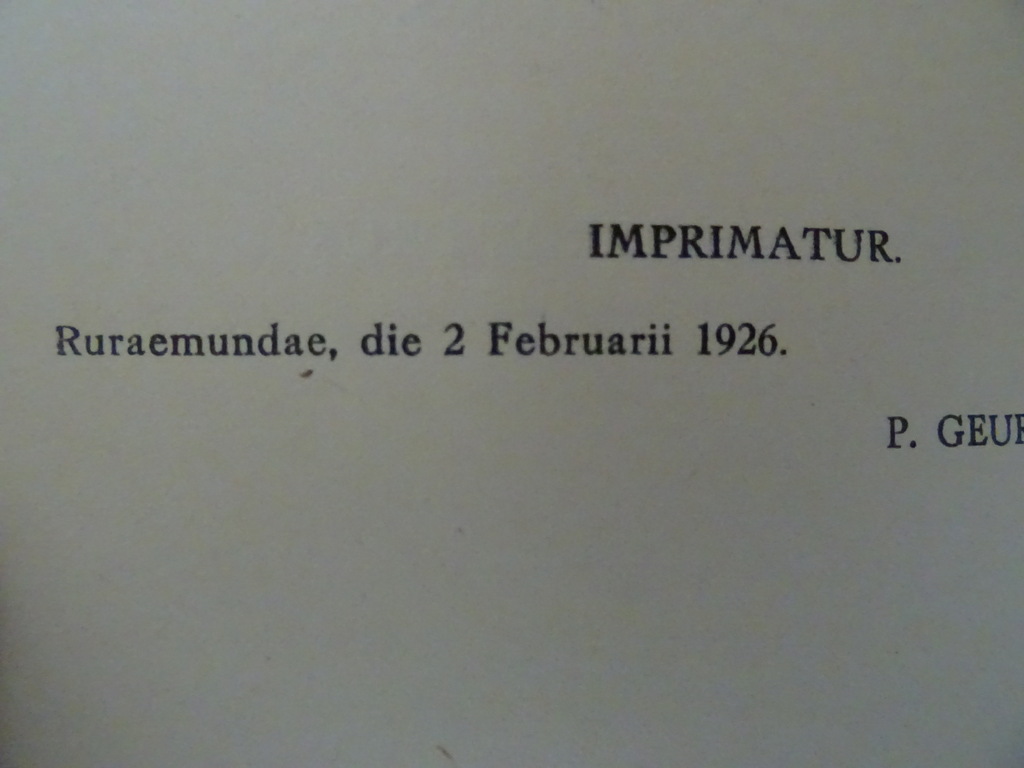 IMPRIMATUR.
Ruraemundae, die 2 Februarii 1926.
P.